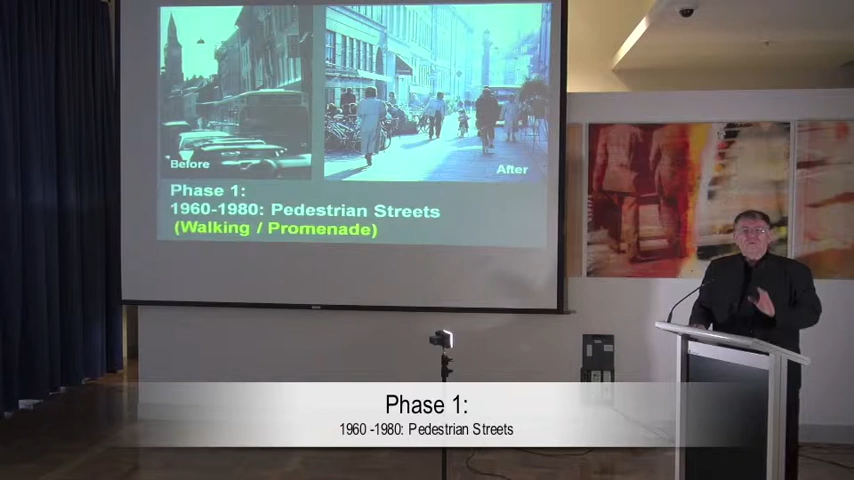 Before
After
Phase 1:
1960-1980: Pedestrian Streets
(Walking / Promenade)
Phase 1:
1960 -1980: Pedestrian Streets